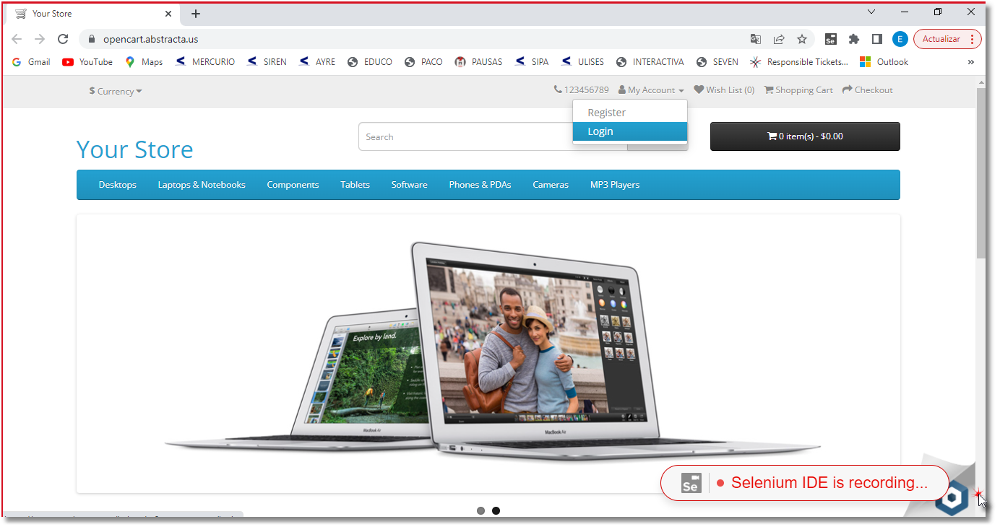 Your Store
opencart.abstracta.us
E
Actualizar
Gmail YouTube Maps MERCURIO SIREN AYRE EDUCO PACO PAUSAS SIPA ULISES INTERACTIVA SEVEN Responsible Tickets... Outlook »
$ Currency 123456789 My Account Wish List (0) Shopping Cart Checkout
Register
Login
Your Store
Search
0 item(s) - $0.00
Desktops Laptops & Notebooks Components Tablets Software Phones & PDAs Cameras MP3 Players
Explore by land.
MacBook Air
MacBook Air
Se Selenium IDE is recording...